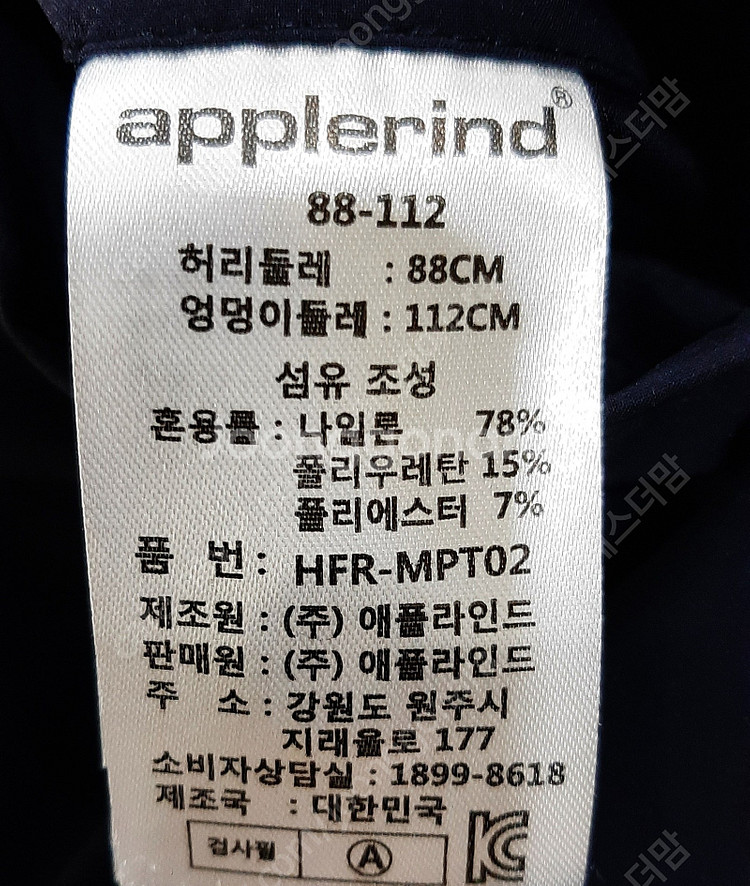 applerind®
88-112
허리둘레 : 88CM
엉덩이둘레 : 112CM
섬유 조성
혼용률 : 나일론 78%
폴리우레탄 15%
폴리에스터 7%
품 번 : HFR-MPT02
제조원 : (주) 애플라인드
판매원 : (주) 애플라인드
주 소 : 강원도 원주시
지래울로 177
소비자상담실 : 1899-8618
제조국 : 대한민국
검사필 A KC